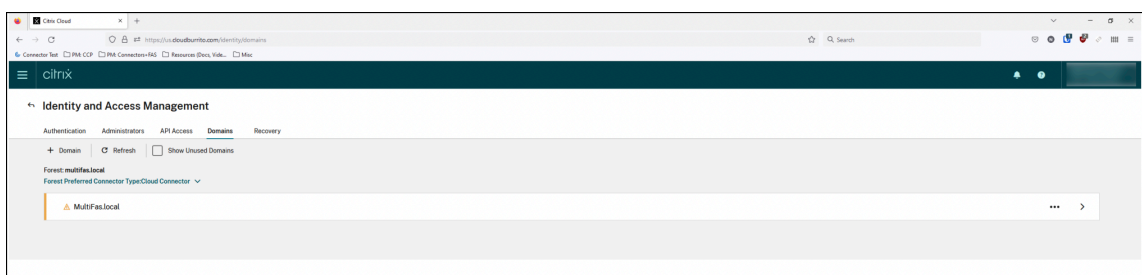 Citrix Cloud
https://us.cloudburrito.com/identity/domains
Search
Connector Test PM: CCP PM: Connectors+FAS Resources (Docs, Vide... Misc
citrix
Identity and Access Management
Authentication Administrators API Access Domains Recovery
+ Domain Refresh Show Unused Domains
Forest: multifas.local
Forest Preferred Connector Type:Cloud Connector
MultiFas.local